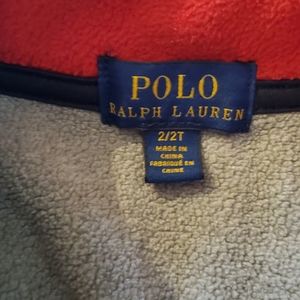 POLO
RALPH LAUREN
2/2T
MADE IN
CHINA
FABRIQUÉ EN
CHINE